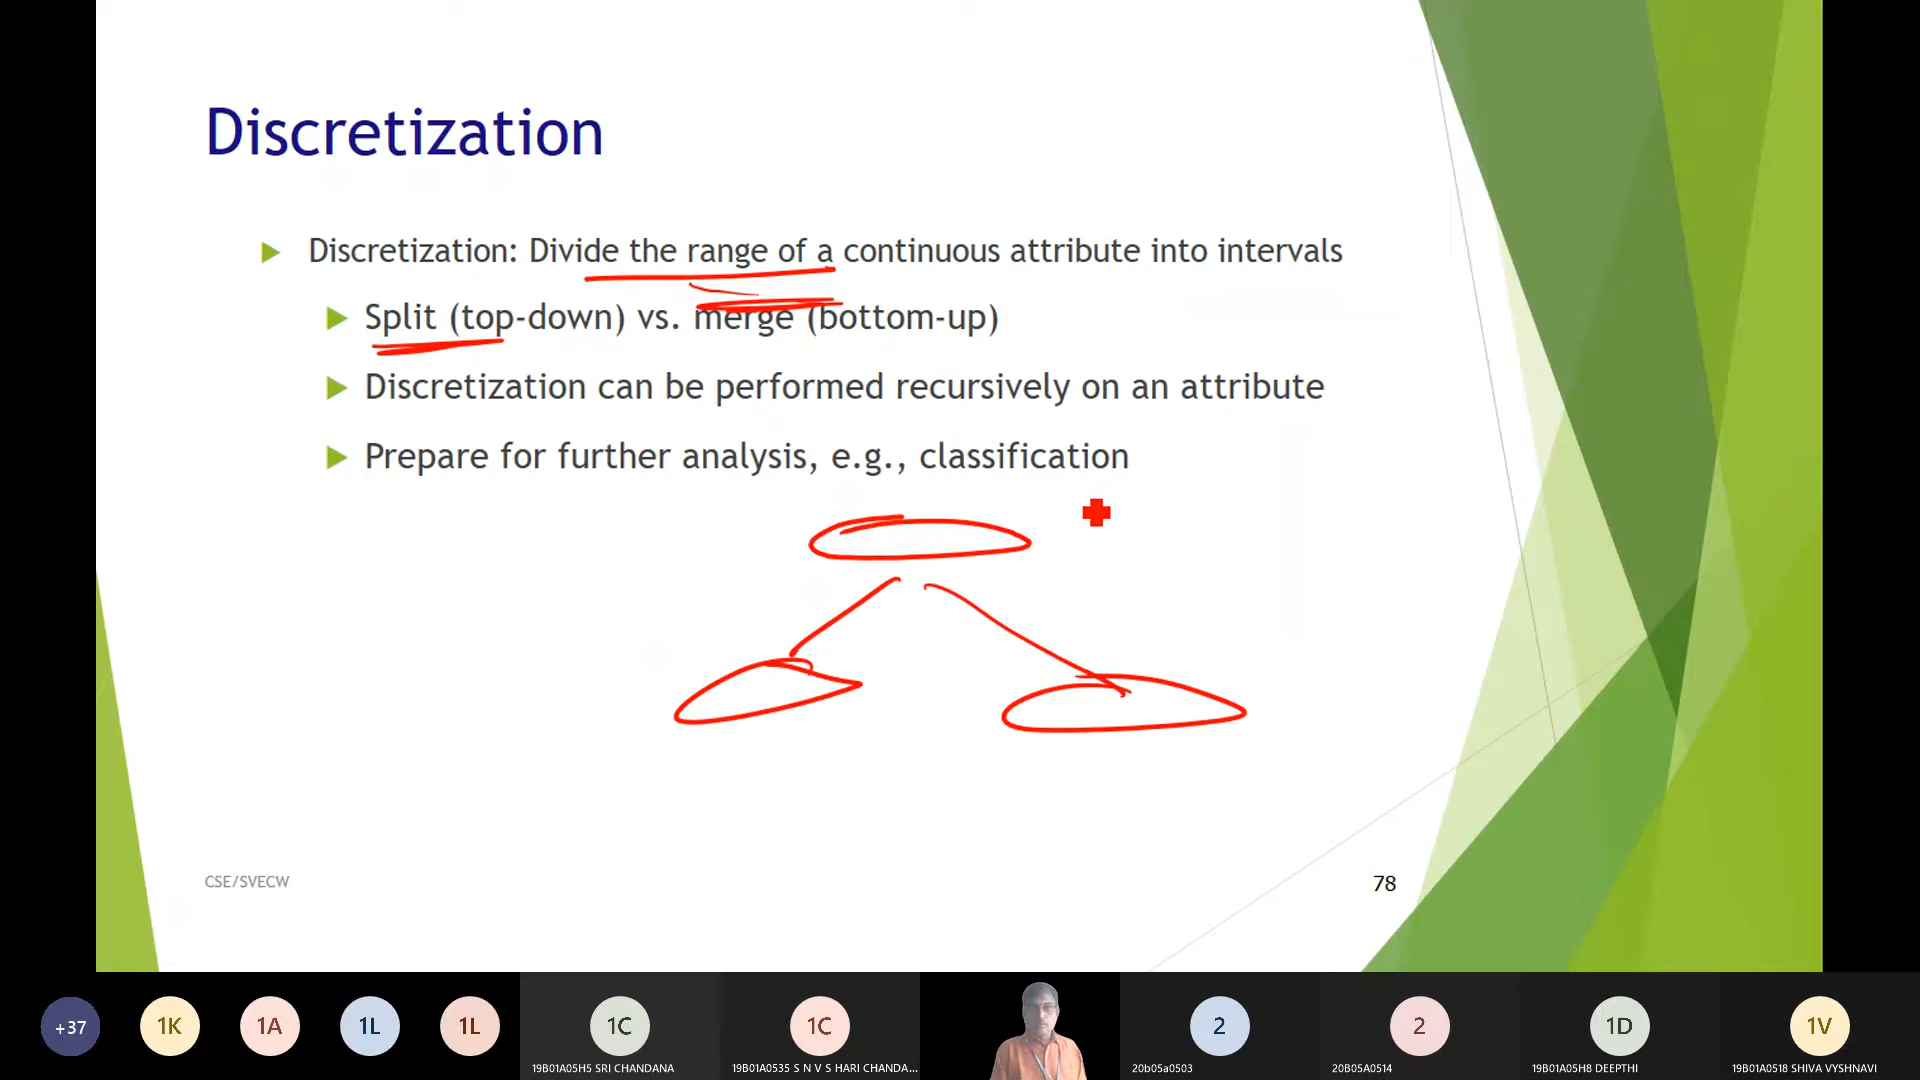 Discretization
Discretization: Divide the range of a continuous attribute into intervals
Split (top-down) vs. merge (bottom-up)
Discretization can be performed recursively on an attribute
Prepare for further analysis, e.g., classification
CSE/SVECW
78
+37
1K
1A
1L
1L
1C
1C
2
2
1D
1V
19B01A05H5 SRI CHANDANA
19B01A0535 S N V S HARI CHANDA...
20b05a0503
20B05A0514
19B01A05H8 DEEPTHI
19B01A0518 SHIVA VYSHNAVI